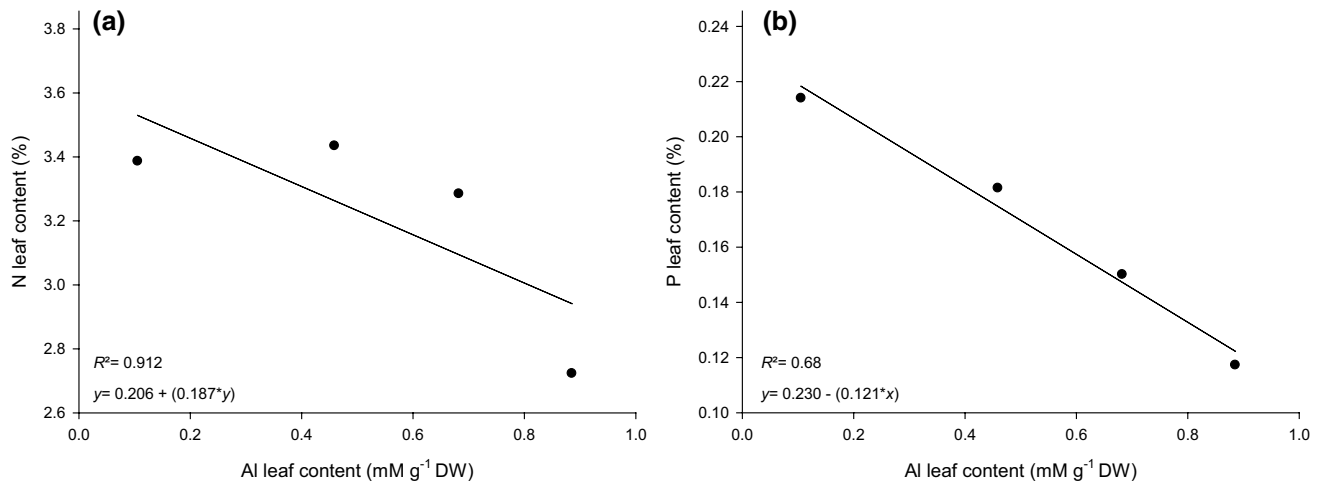 (a)
3.8
3.6
3.4
3.2
3.0
2.8
2.6
N leaf content (%)
R²= 0.912
y= 0.206 + (0.187*y)
0.0 0.2 0.4 0.6 0.8 1.0
Al leaf content (mM g⁻¹ DW)
(b)
0.24
0.22
0.20
0.18
0.16
0.14
0.12
0.10
P leaf content (%)
R²= 0.68
y= 0.230 - (0.121*x)
0.0 0.2 0.4 0.6 0.8 1.0
Al leaf content (mM g⁻¹ DW)